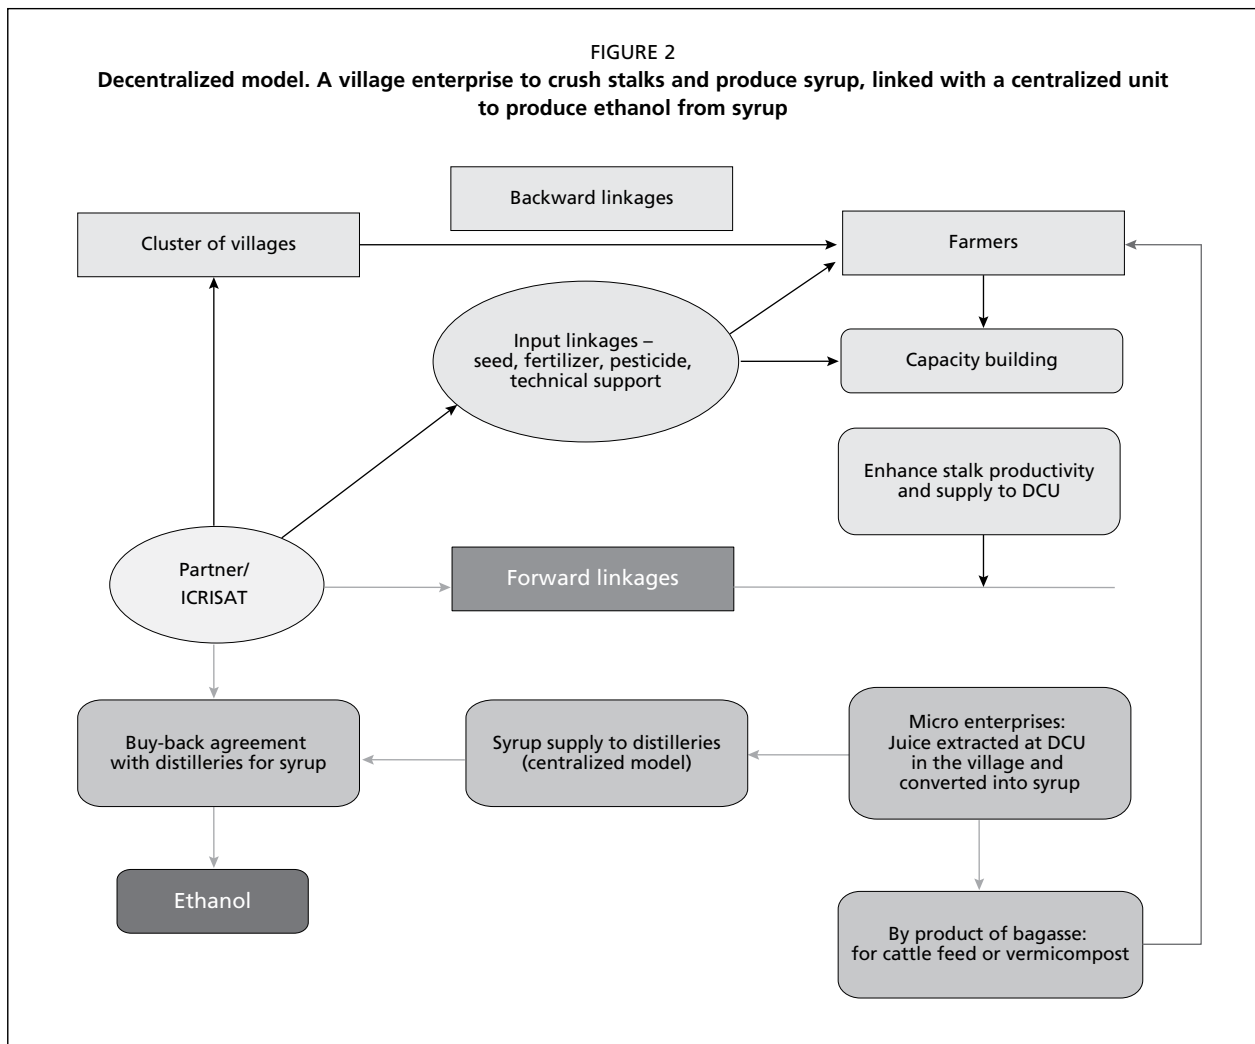 FIGURE 2
Decentralized model. A village enterprise to crush stalks and produce syrup, linked with a centralized unit
to produce ethanol from syrup
Backward linkages
Cluster of villages
Farmers
Input linkages –
seed, fertilizer, pesticide,
technical support
Capacity building
Enhance stalk productivity
and supply to DCU
Partner/
ICRISAT
Forward linkages
Buy-back agreement
with distilleries for syrup
Syrup supply to distilleries
(centralized model)
Micro enterprises:
Juice extracted at DCU
in the village and
converted into syrup
Ethanol
By product of bagasse:
for cattle feed or vermicompost